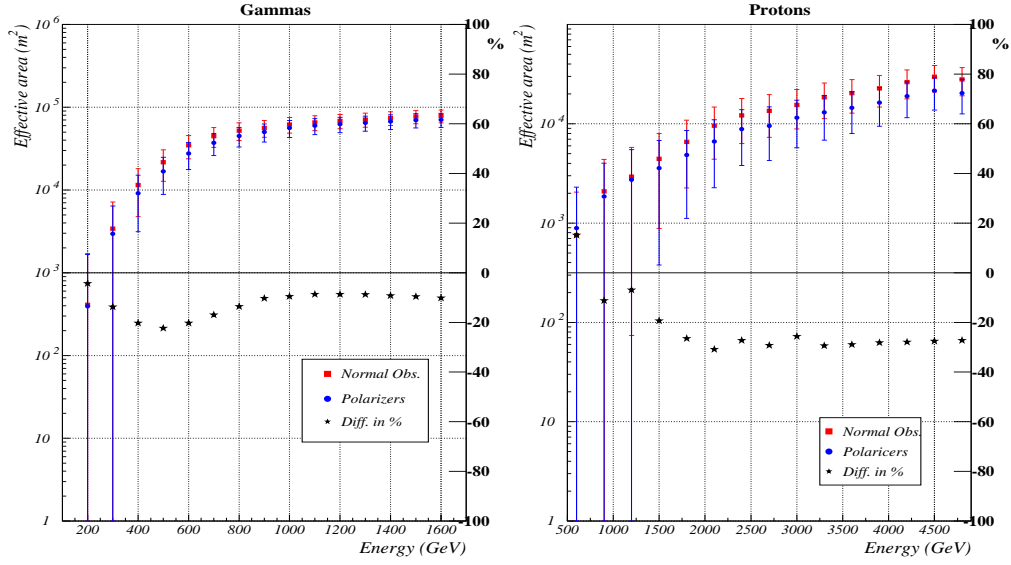 Gammas
Effective area (m²)
10⁶
10⁵
10⁴
10³
10²
10
1
200 400 600 800 1000 1200 1400 1600
Energy (GeV)
%
100
80
60
40
20
0
-20
-40
-60
-80
-100
Normal Obs.
Polarizers
Diff. in %
Protons
Effective area (m²)
10⁴
10³
10²
10
1
500 1000 1500 2000 2500 3000 3500 4000 4500
Energy (GeV)
%
100
80
60
40
20
0
-20
-40
-60
-80
-100
Normal Obs.
Polaricers
Diff. in %